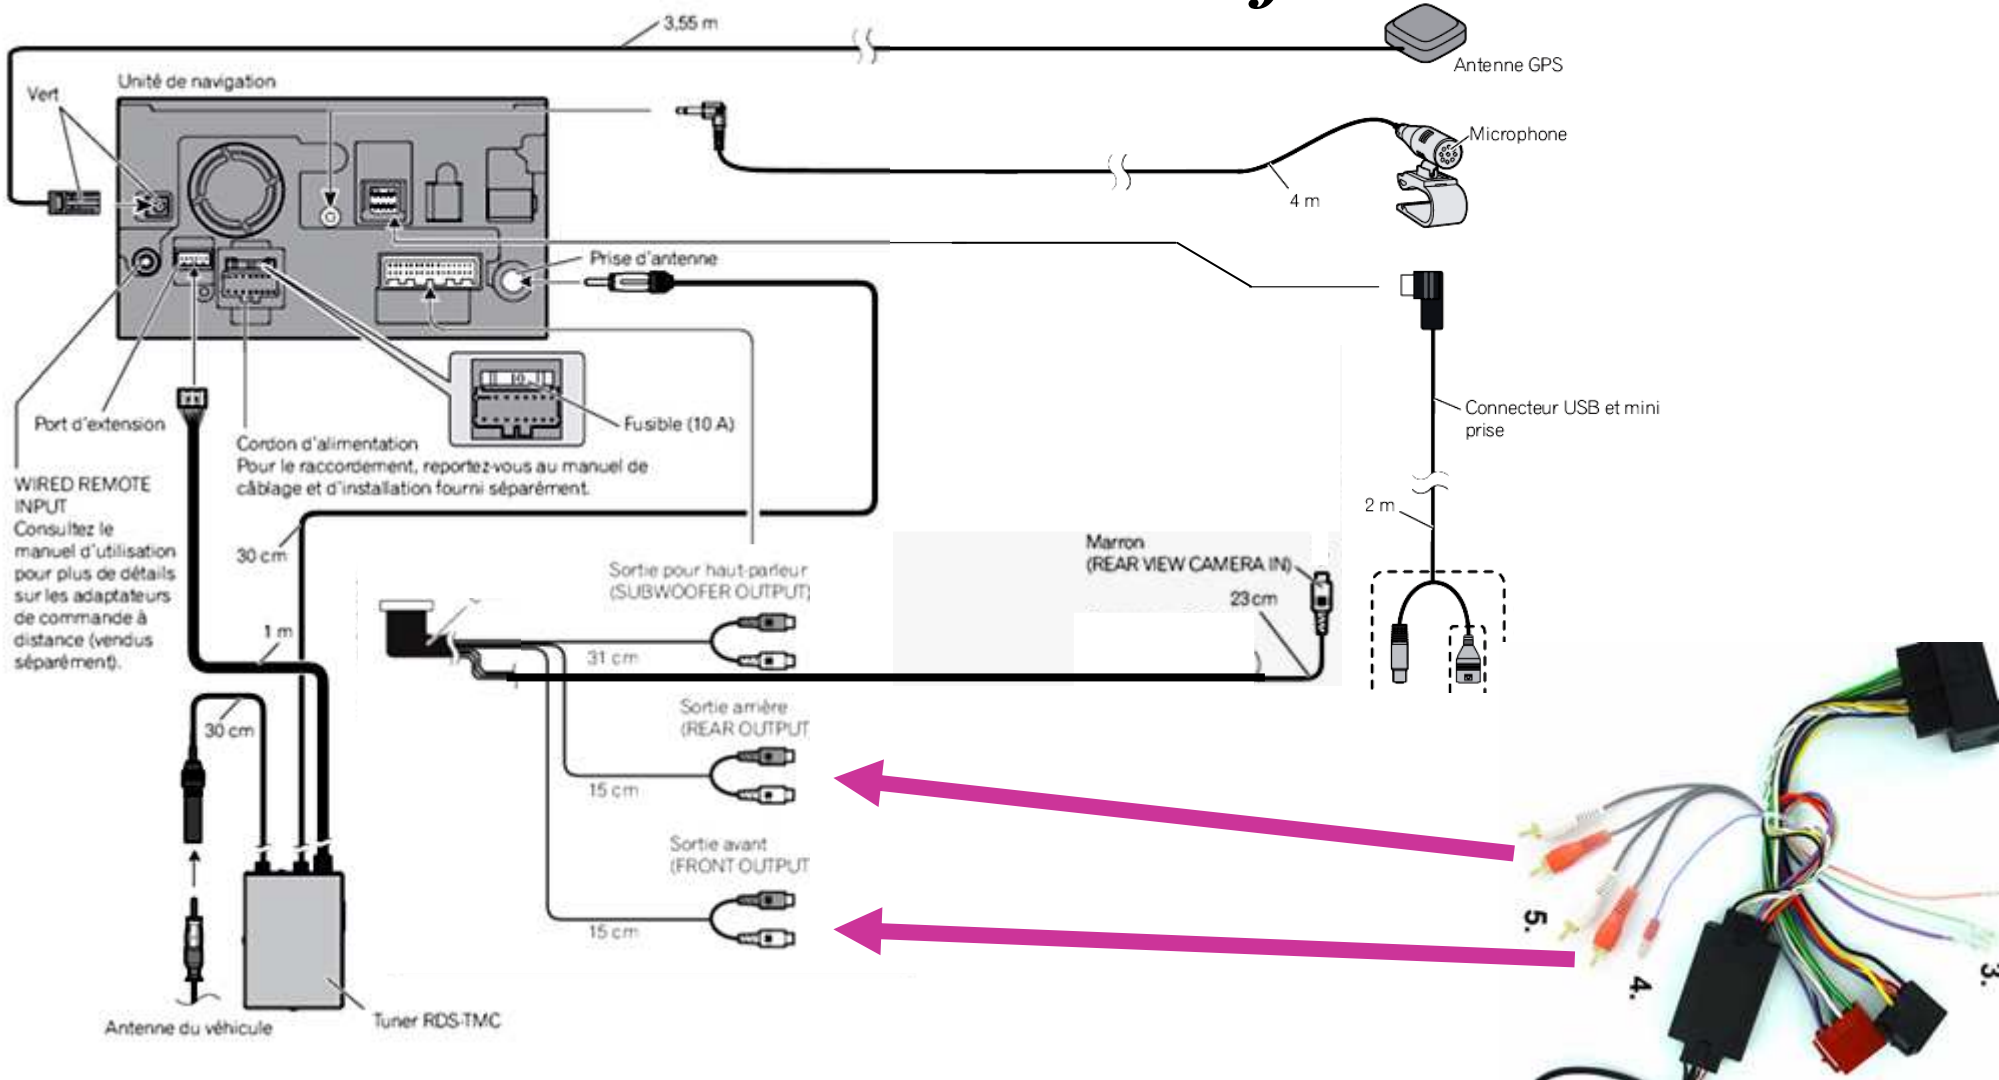 3,55 m
Antenne GPS
Unité de navigation
Vert
Microphone
4 m
Prise d'antenne
Connecteur USB et mini
prise
2 m
Port d'extension
Fusible (10 A)
Cordon d'alimentation
Pour le raccordement, reportez-vous au manuel de
câblage et d'installation fourni séparément.
WIRED REMOTE
INPUT
Consultez le
manuel d'utilisation
pour plus de détails
sur les adaptateurs
de commande à
distance (vendus
séparément).
30 cm
1 m
30 cm
Sortie pour haut-parleur
(SUBWOOFER OUTPUT)
31 cm
Marron
(REAR VIEW CAMERA IN)
23 cm
Sortie arrière
(REAR OUTPUT
15 cm
Sortie avant
(FRONT OUTPUT
15 cm
Antenne du véhicule
Tuner RDS-TMC
5.
4.
3.